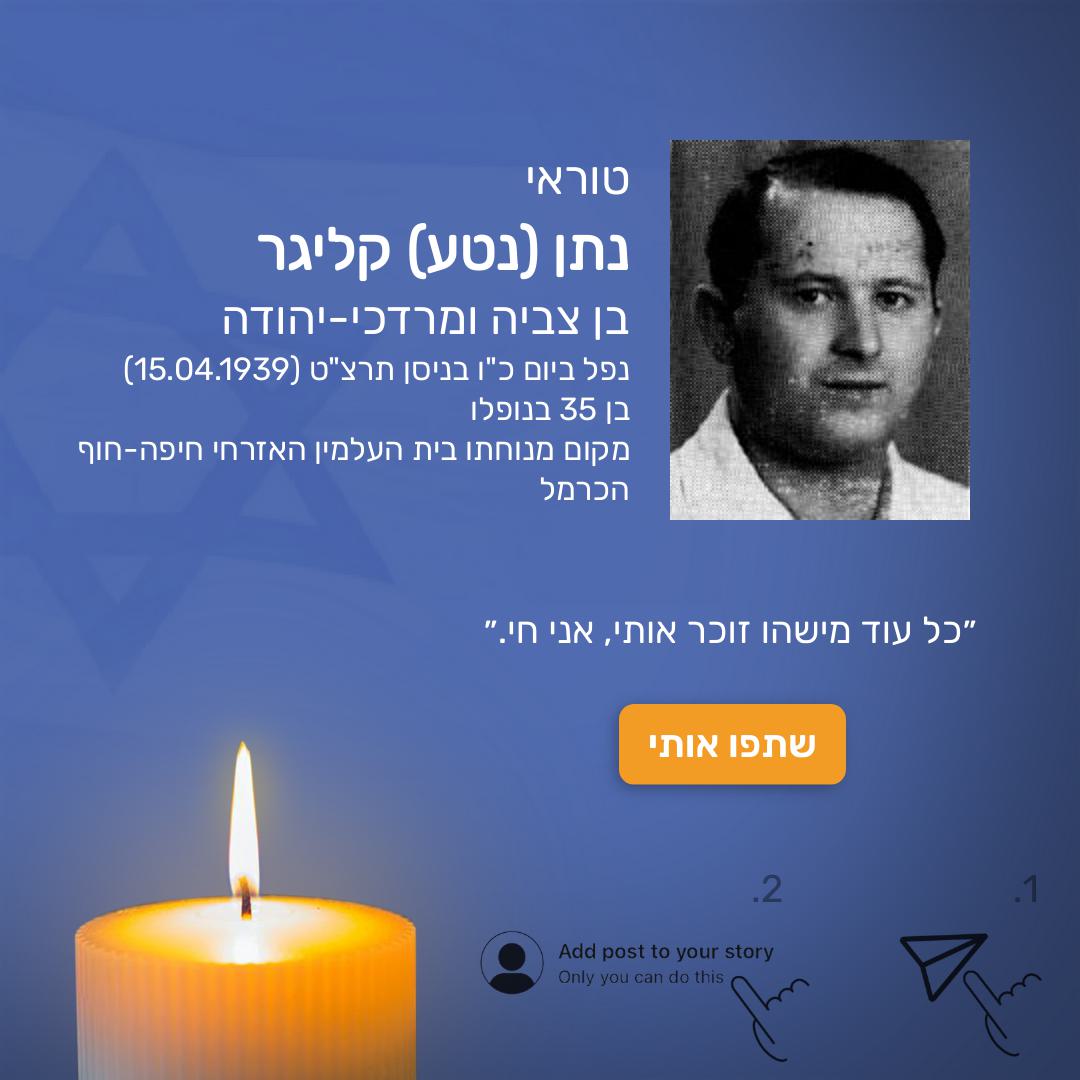 טוראי
נתן (נטע) קליגר
בן צביה ומרדכי-יהודה
נפל ביום כ"ו בניסן תרצ"ט (15.04.1939)
בן 35 בנופלו
מקום מנוחתו בית העלמין האזרחי חיפה-חוף
הכרמל
״כל עוד מישהו זוכר אותי, אני חי.״
שתפו אותי
1.
2.
Add post to your story
Only you can do this